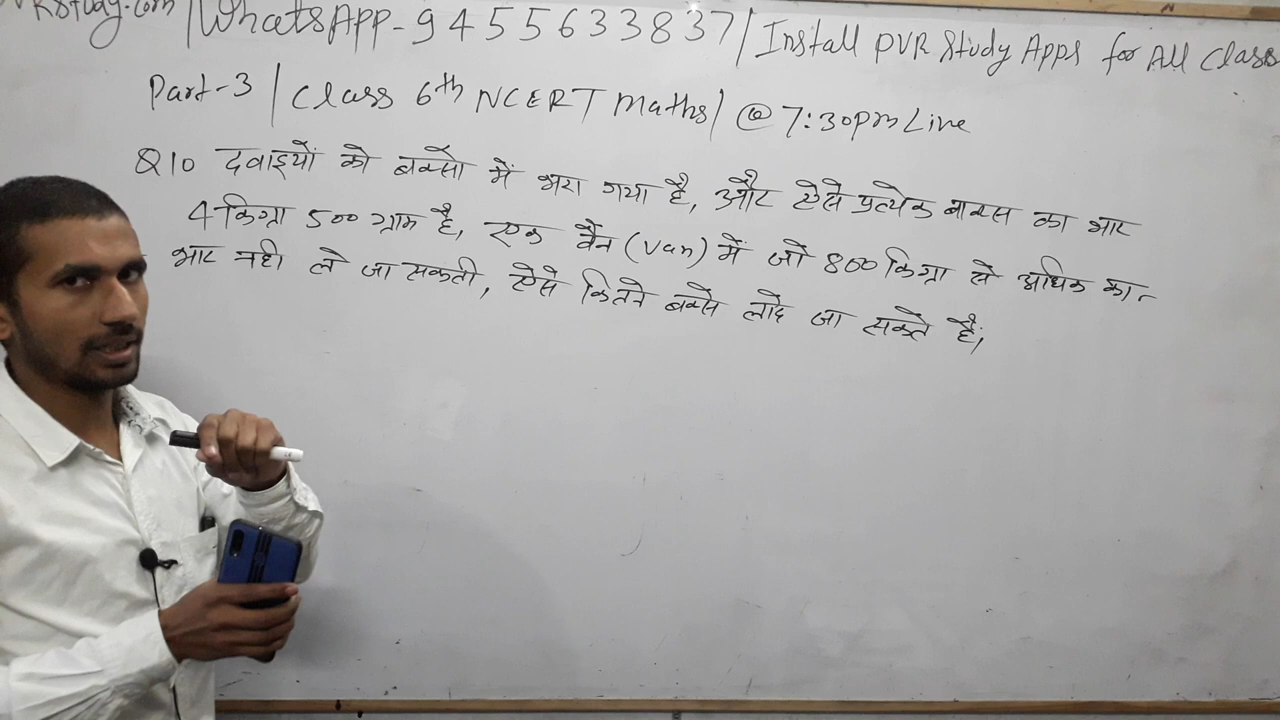 RStudy.com | WhatsApp-9455633837 | Install PVR Study Apps for All Class
Part-3 | Class 6th NCERT Maths | @ 7:30pm Live
Q10 दवाइयों को बक्सो में भरा गया है, और ऐसे प्रत्येक बाक्स का भार
4 किग्रा 500 ग्राम है, एक वैन (Van) में जो 800 किग्रा से अधिक का
भार नही ले जा सकती, ऐसे कितने बक्से लादे जा सकते हैं,